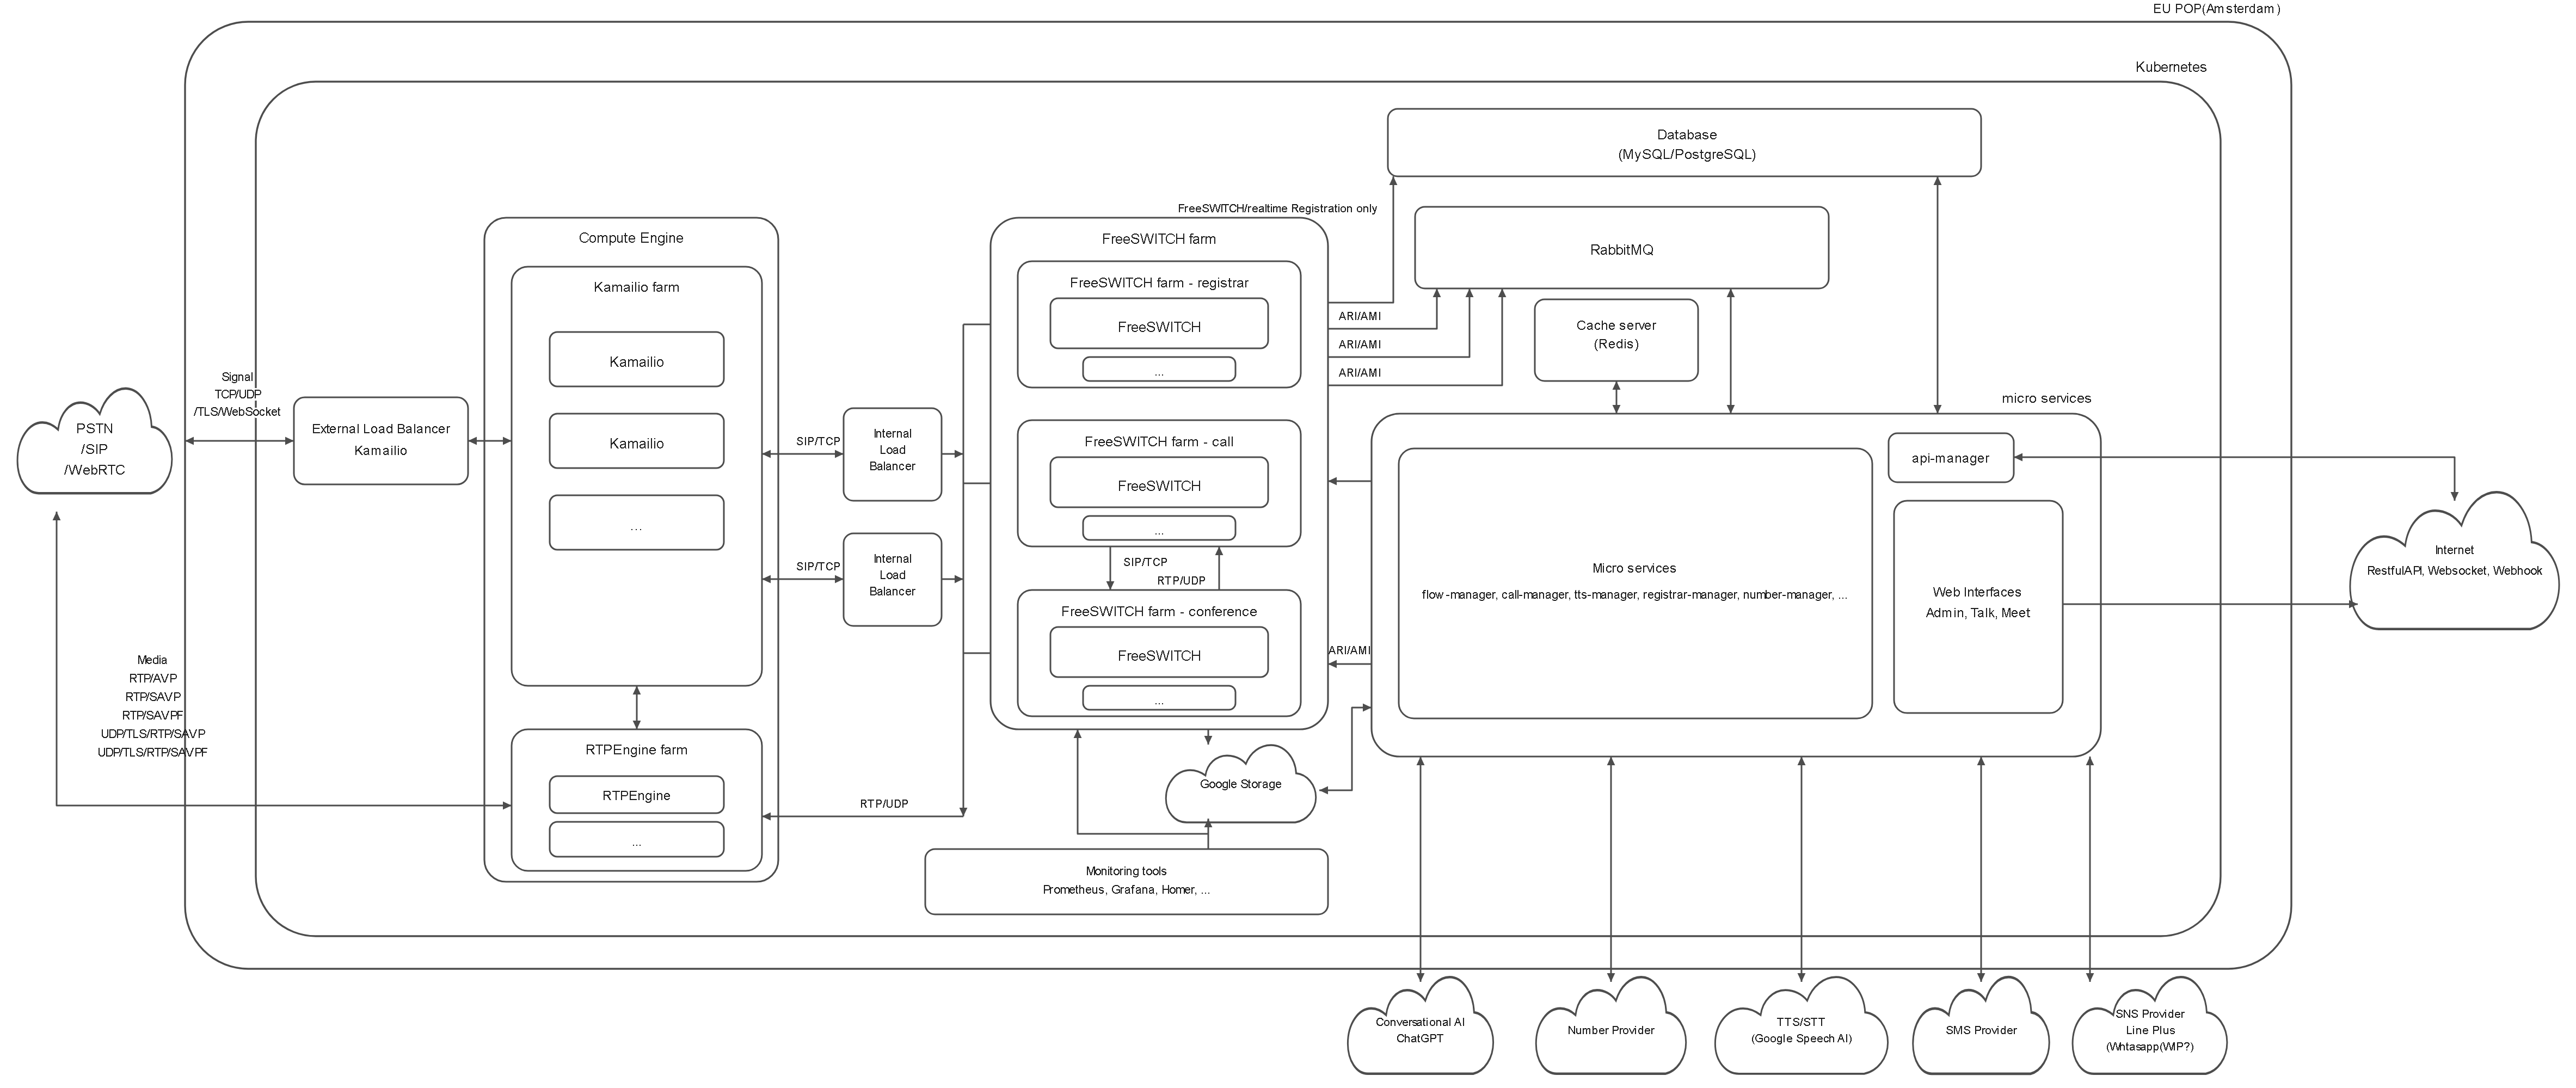 EU POP(Amsterdam)
Kubernetes
Database
(MySQL/PostgreSQL)
FreeSWITCH/realtime Registration only
RabbitMQ
Compute Engine
Kamailio farm
Kamailio
Kamailio
...
FreeSWITCH farm
FreeSWITCH farm - registrar
FreeSWITCH
...
ARI/AMI
ARI/AMI
ARI/AMI
Cache server
(Redis)
Signal
TCP/UDP
/TLS/WebSocket
PSTN
/SIP
/WebRTC
External Load Balancer
Kamailio
SIP/TCP
Internal
Load
Balancer
SIP/TCP
Internal
Load
Balancer
FreeSWITCH farm - call
FreeSWITCH
...
SIP/TCP
RTP/UDP
FreeSWITCH farm - conference
FreeSWITCH
...
micro services
api-manager
Micro services
flow-manager, call-manager, tts-manager, registrar-manager, number-manager, ...
Web Interfaces
Admin, Talk, Meet
ARI/AMI
Internet
RestfulAPI, Websocket, Webhook
Media
RTP/AVP
RTP/SAVP
RTP/SAVPF
UDP/TLS/RTP/SAVP
UDP/TLS/RTP/SAVPF
RTPEngine farm
RTPEngine
...
RTP/UDP
Google Storage
Monitoring tools
Prometheus, Grafana, Homer, ...
Conversational AI
ChatGPT
Number Provider
TTS/STT
(Google Speech AI)
SMS Provider
SNS Provider
Line Plus
(Whtasapp(WIP?)